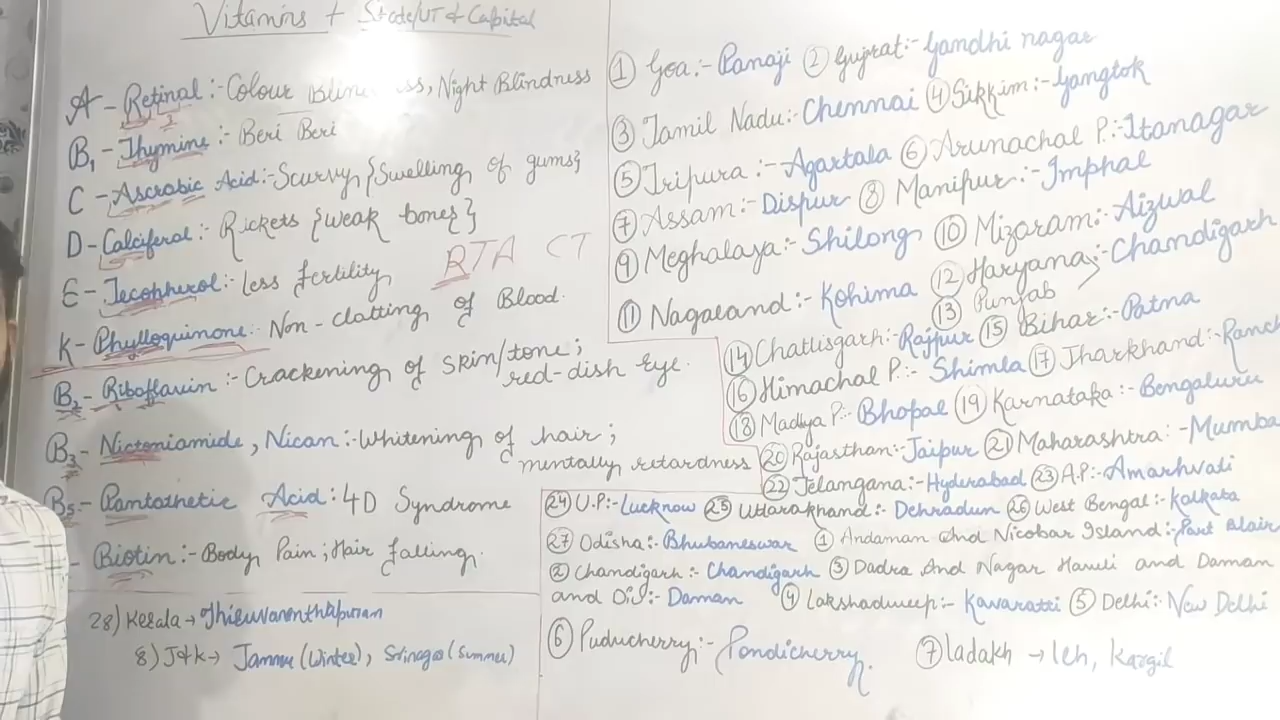 Vitamins + State/UT & Capital
A - Retinal :- Colour Blindness, Night Blindness
B1 - Thymine :- Beri Beri
C - Ascrobic Acid :- Scurvy {Swelling of gums}
D - Calciferol :- Rickets {weak bones}
E - Tecopherol :- Less fertility
RTA CT
K - Phylloquinone :- Non-clatting of Blood.
B2 - Riboflavin :- Crackening of skin/tone;
red-dish Eye.
B3 - Nictoniamide, Nican :- Whitening of hair;
mentally retardness
B5 - Pantothetic Acid : 4D Syndrome
- Biotin :- Body Pain ; Hair falling.
28) Kerala → Thiruvanenthapuram
8) J&K → Jammu (Winter), Srinagar (Summer)
① Goa :- Panaji ② Gujrat :- Gandhi nagar
③ Tamil Nadu :- Chennai ④ Sikkim :- Gangtok
⑤ Tripura :- Agartala ⑥ Arunachal P. :- Itanagar
⑦ Assam :- Dispur ⑧ Manipur :- Imphal
⑨ Meghalaya :- Shilong ⑩ Mizoram :- Aizwal
⑪ Nagaland :- Kohima ⑫ Haryana, :- Chandigarh
⑬ Punjab
⑭ Chattisgarh :- Rajpur ⑮ Bihar :- Patna
⑯ Himachal P. :- Shimla ⑰ Jharkhand :- Ranch
⑱ Madhya P. :- Bhopal ⑲ Karnataka :- Bengaluru
⑳ Rajasthan :- Jaipur ㉑ Maharashtra :- Mumba
㉒ Telangana :- Hyderabad ㉓ A.P :- Amarhvati
㉔ U.P :- Lucknow ㉕ Uttarakhand :- Dehradun ㉖ West Bengal :- Kolkata
㉗ Odisha :- Bhubaneswar ① Andaman And Nicobar Island :- Port Blair
② Chandigarh :- Chandigarh ③ Dadra And Nagar Haveli and Daman
and Diu :- Daman ④ Lakshadweep :- Kavaratti ⑤ Delhi :- New Delhi
⑥ Puducherry :- Pondicherry. ⑦ ladakh → leh, Kargil